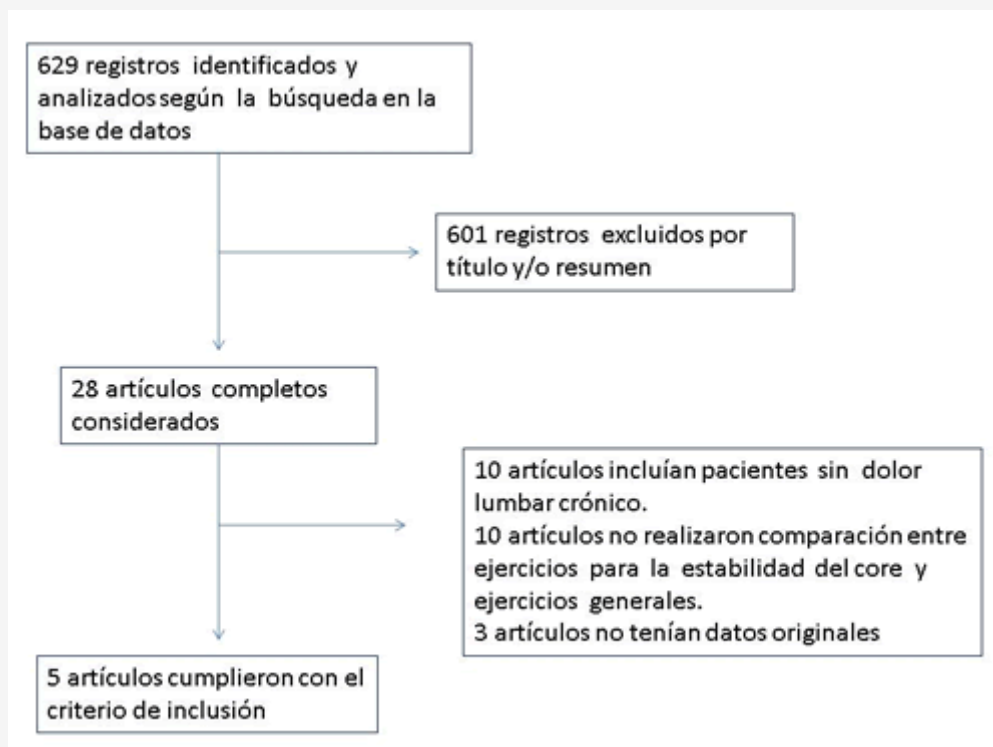 629 registros identificados y
analizados según la búsqueda en la
base de datos
601 registros excluidos por
título y/o resumen
28 artículos completos
considerados
10 artículos incluían pacientes sin dolor
lumbar crónico.
10 artículos no realizaron comparación entre
ejercicios para la estabilidad del core y
ejercicios generales.
3 artículos no tenían datos originales
5 artículos cumplieron con el
criterio de inclusión